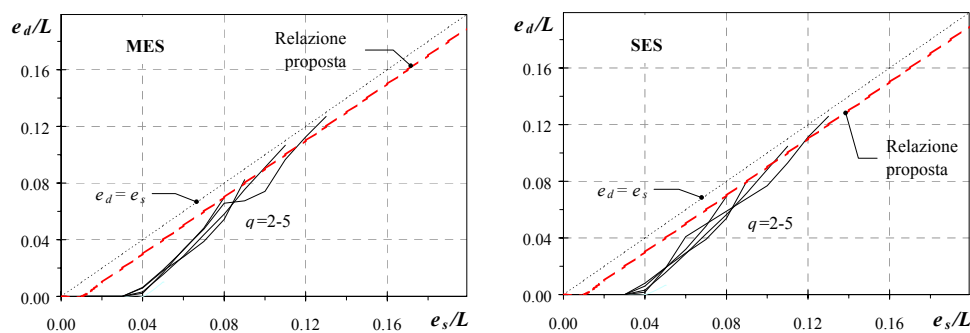 e_d/L
MES
Relazione
proposta
0.16
0.12
0.08
e_d = e_s
q=2-5
0.04
0.00
0.00 0.04 0.08 0.12 0.16 e_s/L
e_d/L
SES
0.16
0.12
Relazione
proposta
0.08
e_d = e_s
q=2-5
0.04
0.00
0.00 0.04 0.08 0.12 0.16 e_s/L